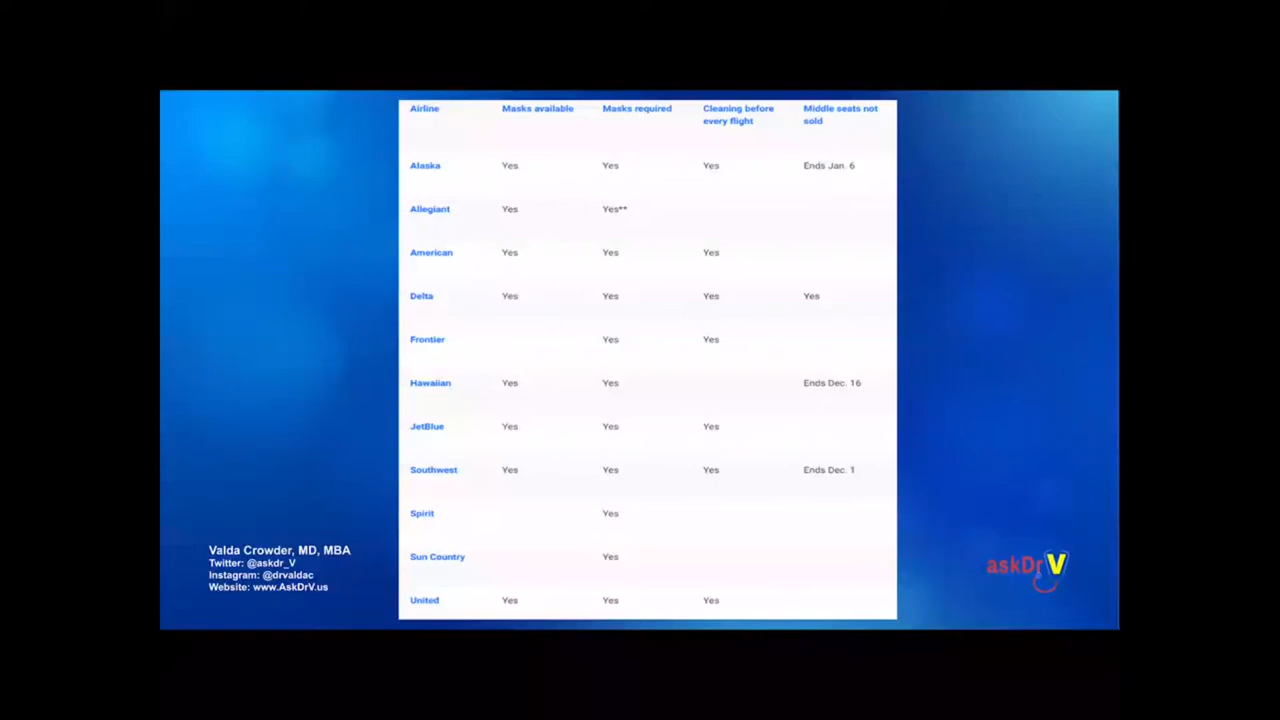 Airline Masks available Masks required Cleaning before every flight Middle seats not sold
Alaska Yes Yes Yes Ends Jan. 6
Allegiant Yes Yes**
American Yes Yes Yes
Delta Yes Yes Yes Yes
Frontier Yes Yes
Hawaiian Yes Yes Ends Dec. 16
JetBlue Yes Yes Yes
Southwest Yes Yes Yes Ends Dec. 1
Spirit Yes
Sun Country Yes
United Yes Yes Yes
Valda Crowder, MD, MBA
Twitter: @askdr_V
Instagram: @drvaldac
Website: www.AskDrV.us
askDrV